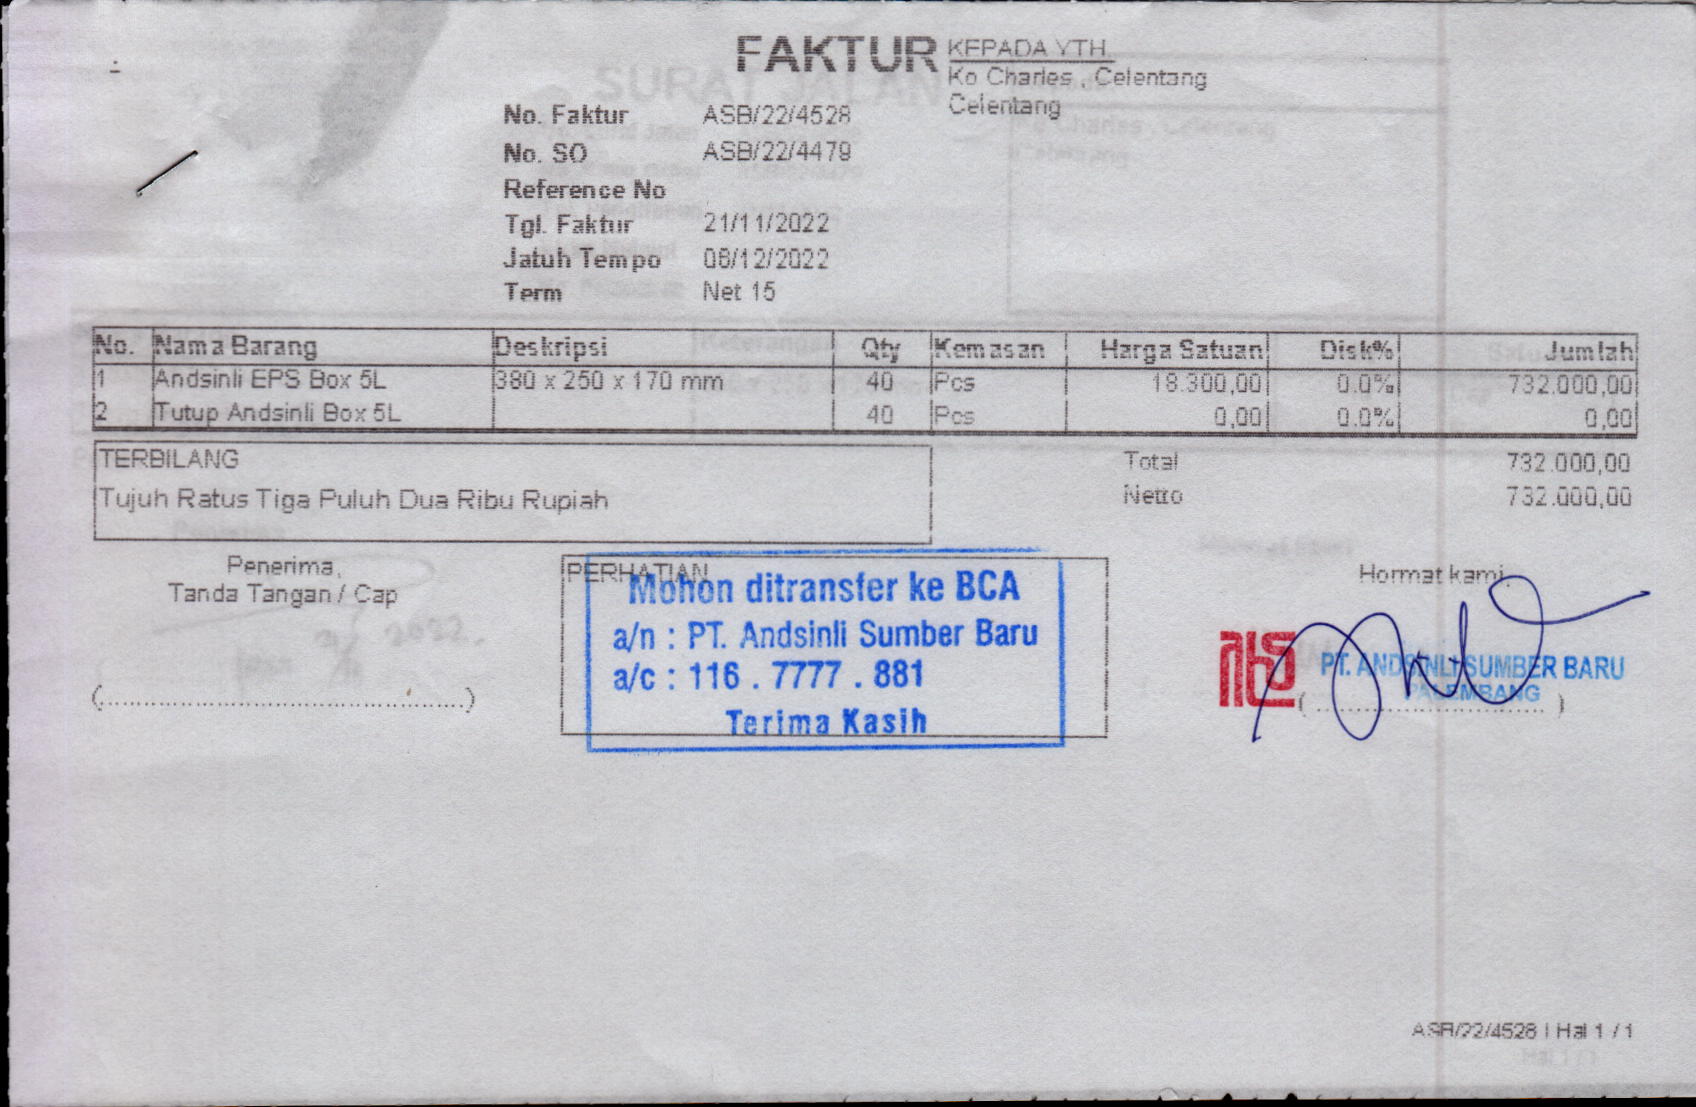 FAKTUR
KEPADA YTH.
Ko Charles , Celentang
Celentang
No. Faktur ASB/22/4528
No. SO ASB/22/4479
Reference No
Tgl. Faktur 21/11/2022
Jatuh Tempo 08/12/2022
Term Net 15
No. Nama Barang Deskripsi Qty Kemasan Harga Satuan Disk% Jumlah
1 Andsinli EPS Box 5L 380 x 250 x 170 mm 40 Pcs 18.300,00 0.0% 732.000,00
2 Tutup Andsinli Box 5L 40 Pcs 0,00 0.0% 0,00
TERBILANG
Tujuh Ratus Tiga Puluh Dua Ribu Rupiah
Total 732.000,00
Netto 732.000,00
Penerima,
Tanda Tangan / Cap
(....................................................)
PERHATIAN
Mohon ditransfer ke BCA
a/n : PT. Andsinli Sumber Baru
a/c : 116 . 7777 . 881
Terima Kasih
Hormat kami,
PT. ANDSINLI SUMBER BARU
PALEMBANG
( ................................ )
ASB/22/4528 | Hal 1 / 1